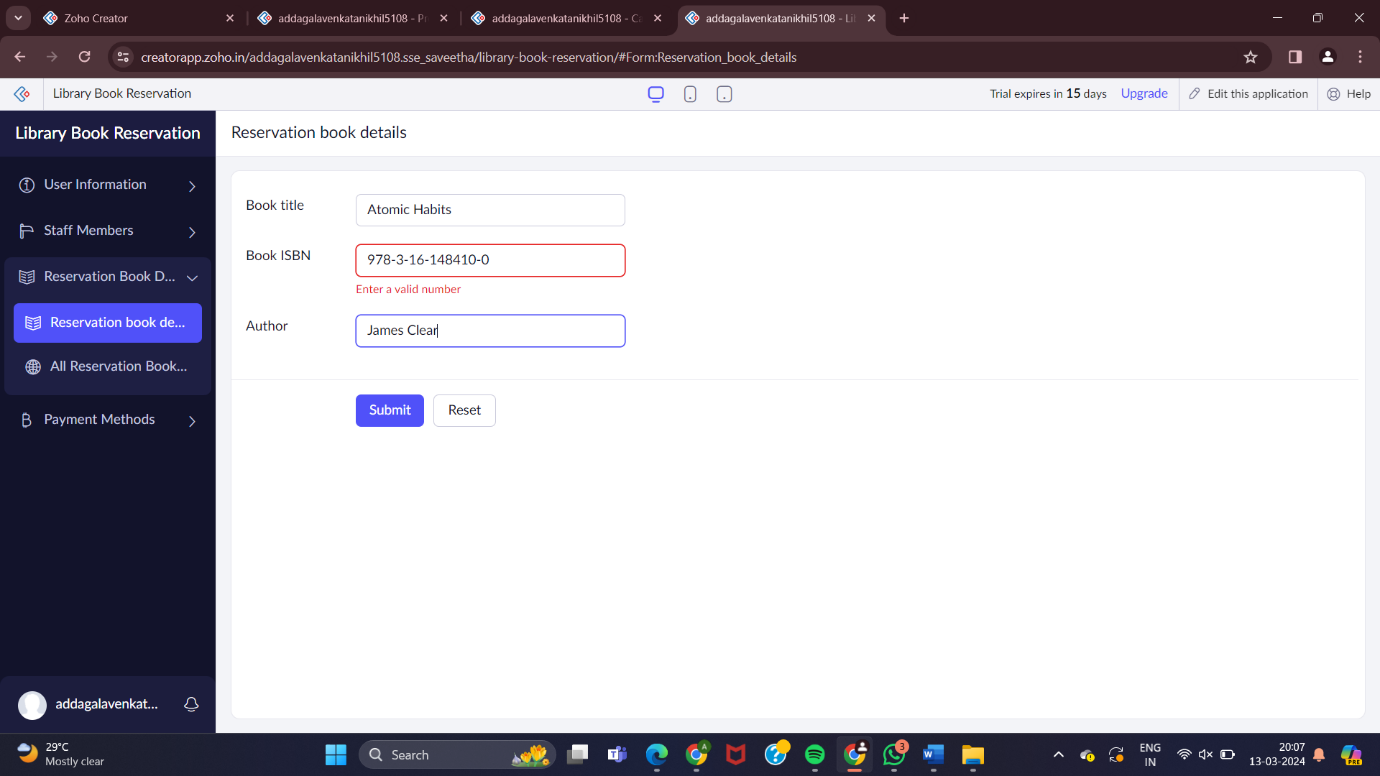 Zoho Creator
addagalavenkatanikhil5108 - P
addagalavenkatanikhil5108 - C
addagalavenkatanikhil5108 - Li
creatorapp.zoho.in/addagalavenkatanikhil5108.sse_saveetha/library-book-reservation/#Form:Reservation_book_details
Library Book Reservation
Trial expires in 15 days
Upgrade
Edit this application
Help
Library Book Reservation
Reservation book details
User Information
Staff Members
Reservation Book D...
Reservation book de...
All Reservation Book...
Payment Methods
Book title
Atomic Habits
Book ISBN
978-3-16-148410-0
Enter a valid number
Author
James Clear
Submit
Reset
addagalavenkat...
29°C
Mostly clear
Search
A
3
ENG
IN
20:07
13-03-2024
PRE